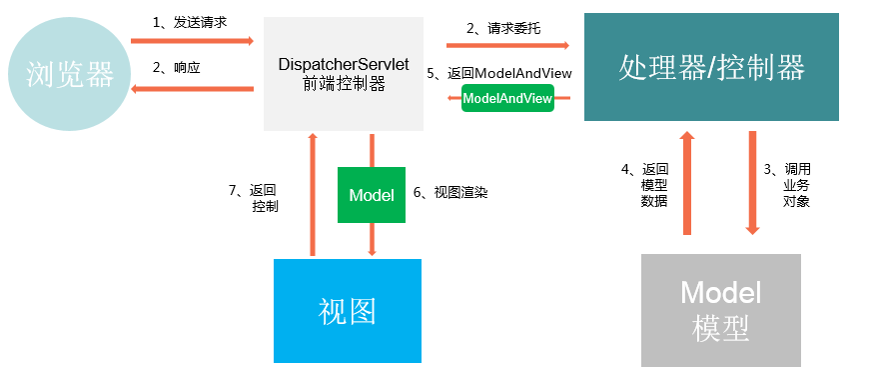 1、发送请求
2、请求委托
浏览器
2、响应
DispatcherServlet
前端控制器
5、返回ModelAndView
ModelAndView
处理器/控制器
7、返回
控制
Model
6、视图渲染
4、返回
模型
数据
3、调用
业务
对象
视图
Model
模型